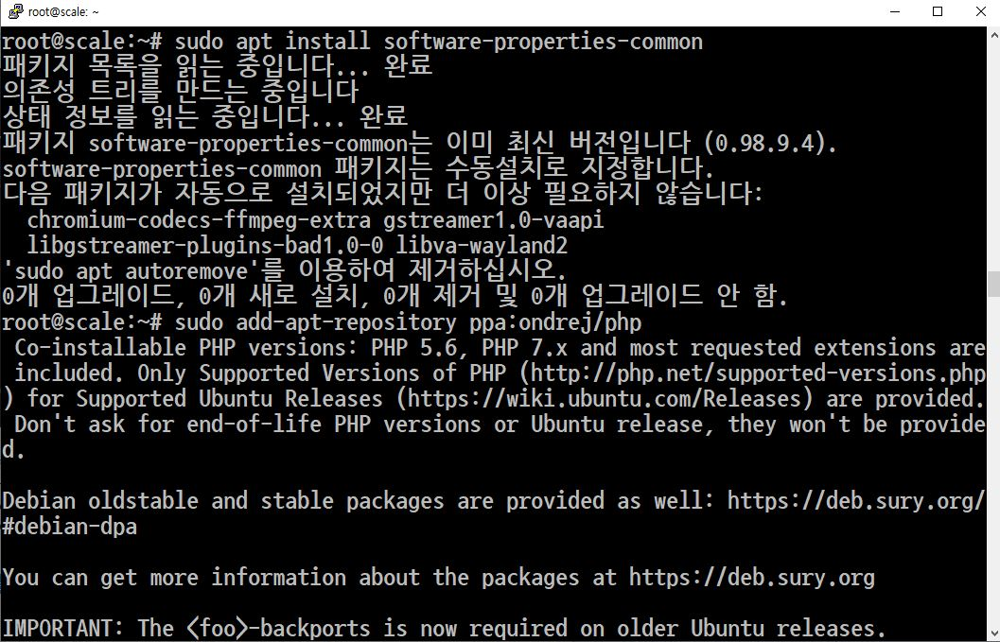 root@scale: ~
root@scale:~# sudo apt install software-properties-common
패키지 목록을 읽는 중입니다... 완료
의존성 트리를 만드는 중입니다
상태 정보를 읽는 중입니다... 완료
패키지 software-properties-common는 이미 최신 버전입니다 (0.98.9.4).
software-properties-common 패키지는 수동설치로 지정합니다.
다음 패키지가 자동으로 설치되었지만 더 이상 필요하지 않습니다:
  chromium-codecs-ffmpeg-extra gstreamer1.0-vaapi
  libgstreamer-plugins-bad1.0-0 libva-wayland2
'sudo apt autoremove'를 이용하여 제거하십시오.
0개 업그레이드, 0개 새로 설치, 0개 제거 및 0개 업그레이드 안 함.
root@scale:~# sudo add-apt-repository ppa:ondrej/php
 Co-installable PHP versions: PHP 5.6, PHP 7.x and most requested extensions are
 included. Only Supported Versions of PHP (http://php.net/supported-versions.php
) for Supported Ubuntu Releases (https://wiki.ubuntu.com/Releases) are provided.
 Don't ask for end-of-life PHP versions or Ubuntu release, they won't be provide
d.
Debian oldstable and stable packages are provided as well: https://deb.sury.org/
#debian-dpa
You can get more information about the packages at https://deb.sury.org
IMPORTANT: The <foo>-backports is now required on older Ubuntu releases.